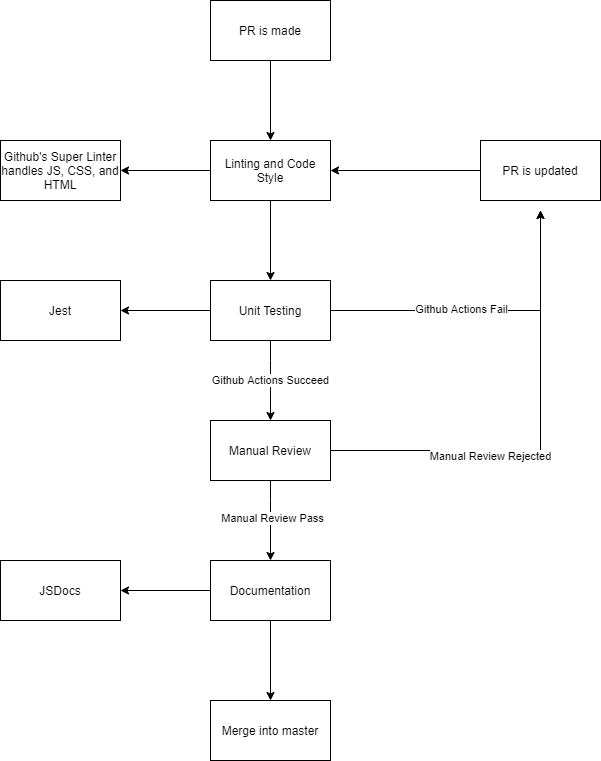 PR is made
Github's Super Linter
handles JS, CSS, and
HTML
Linting and Code
Style
PR is updated
Jest
Unit Testing
Github Actions Fail
Github Actions Succeed
Manual Review
Manual Review Rejected
Manual Review Pass
JSDocs
Documentation
Merge into master